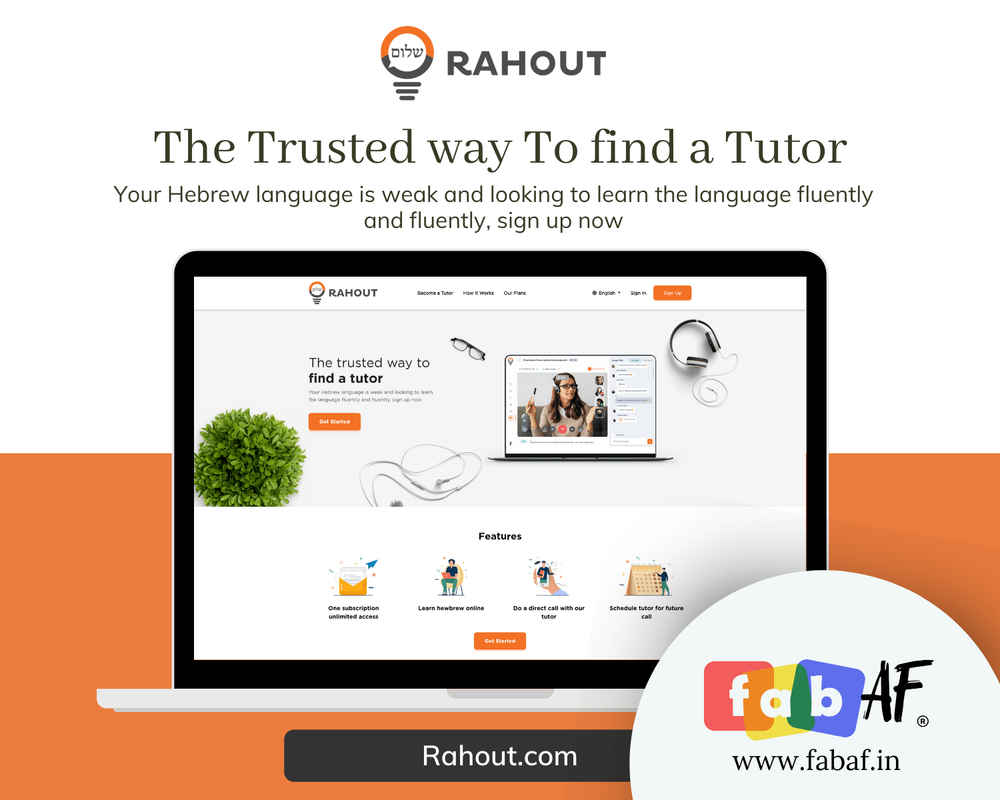 שלום
RAHOUT
The Trusted way To find a Tutor
Your Hebrew language is weak and looking to learn the language fluently
and fluently, sign up now
שלום
RAHOUT
Become a Tutor
How It Works
Our Plans
English
Sign In
Sign Up
The trusted way to
find a tutor
Your Hebrew language is weak and looking to learn
the language fluently and fluently, sign up now
Get Started
Features
One subscription
unlimited access
Learn hewbrew online
Do a direct call with our
tutor
Schedule tutor for future
call
Get Started
fab AF ®
www.fabaf.in
Rahout.com